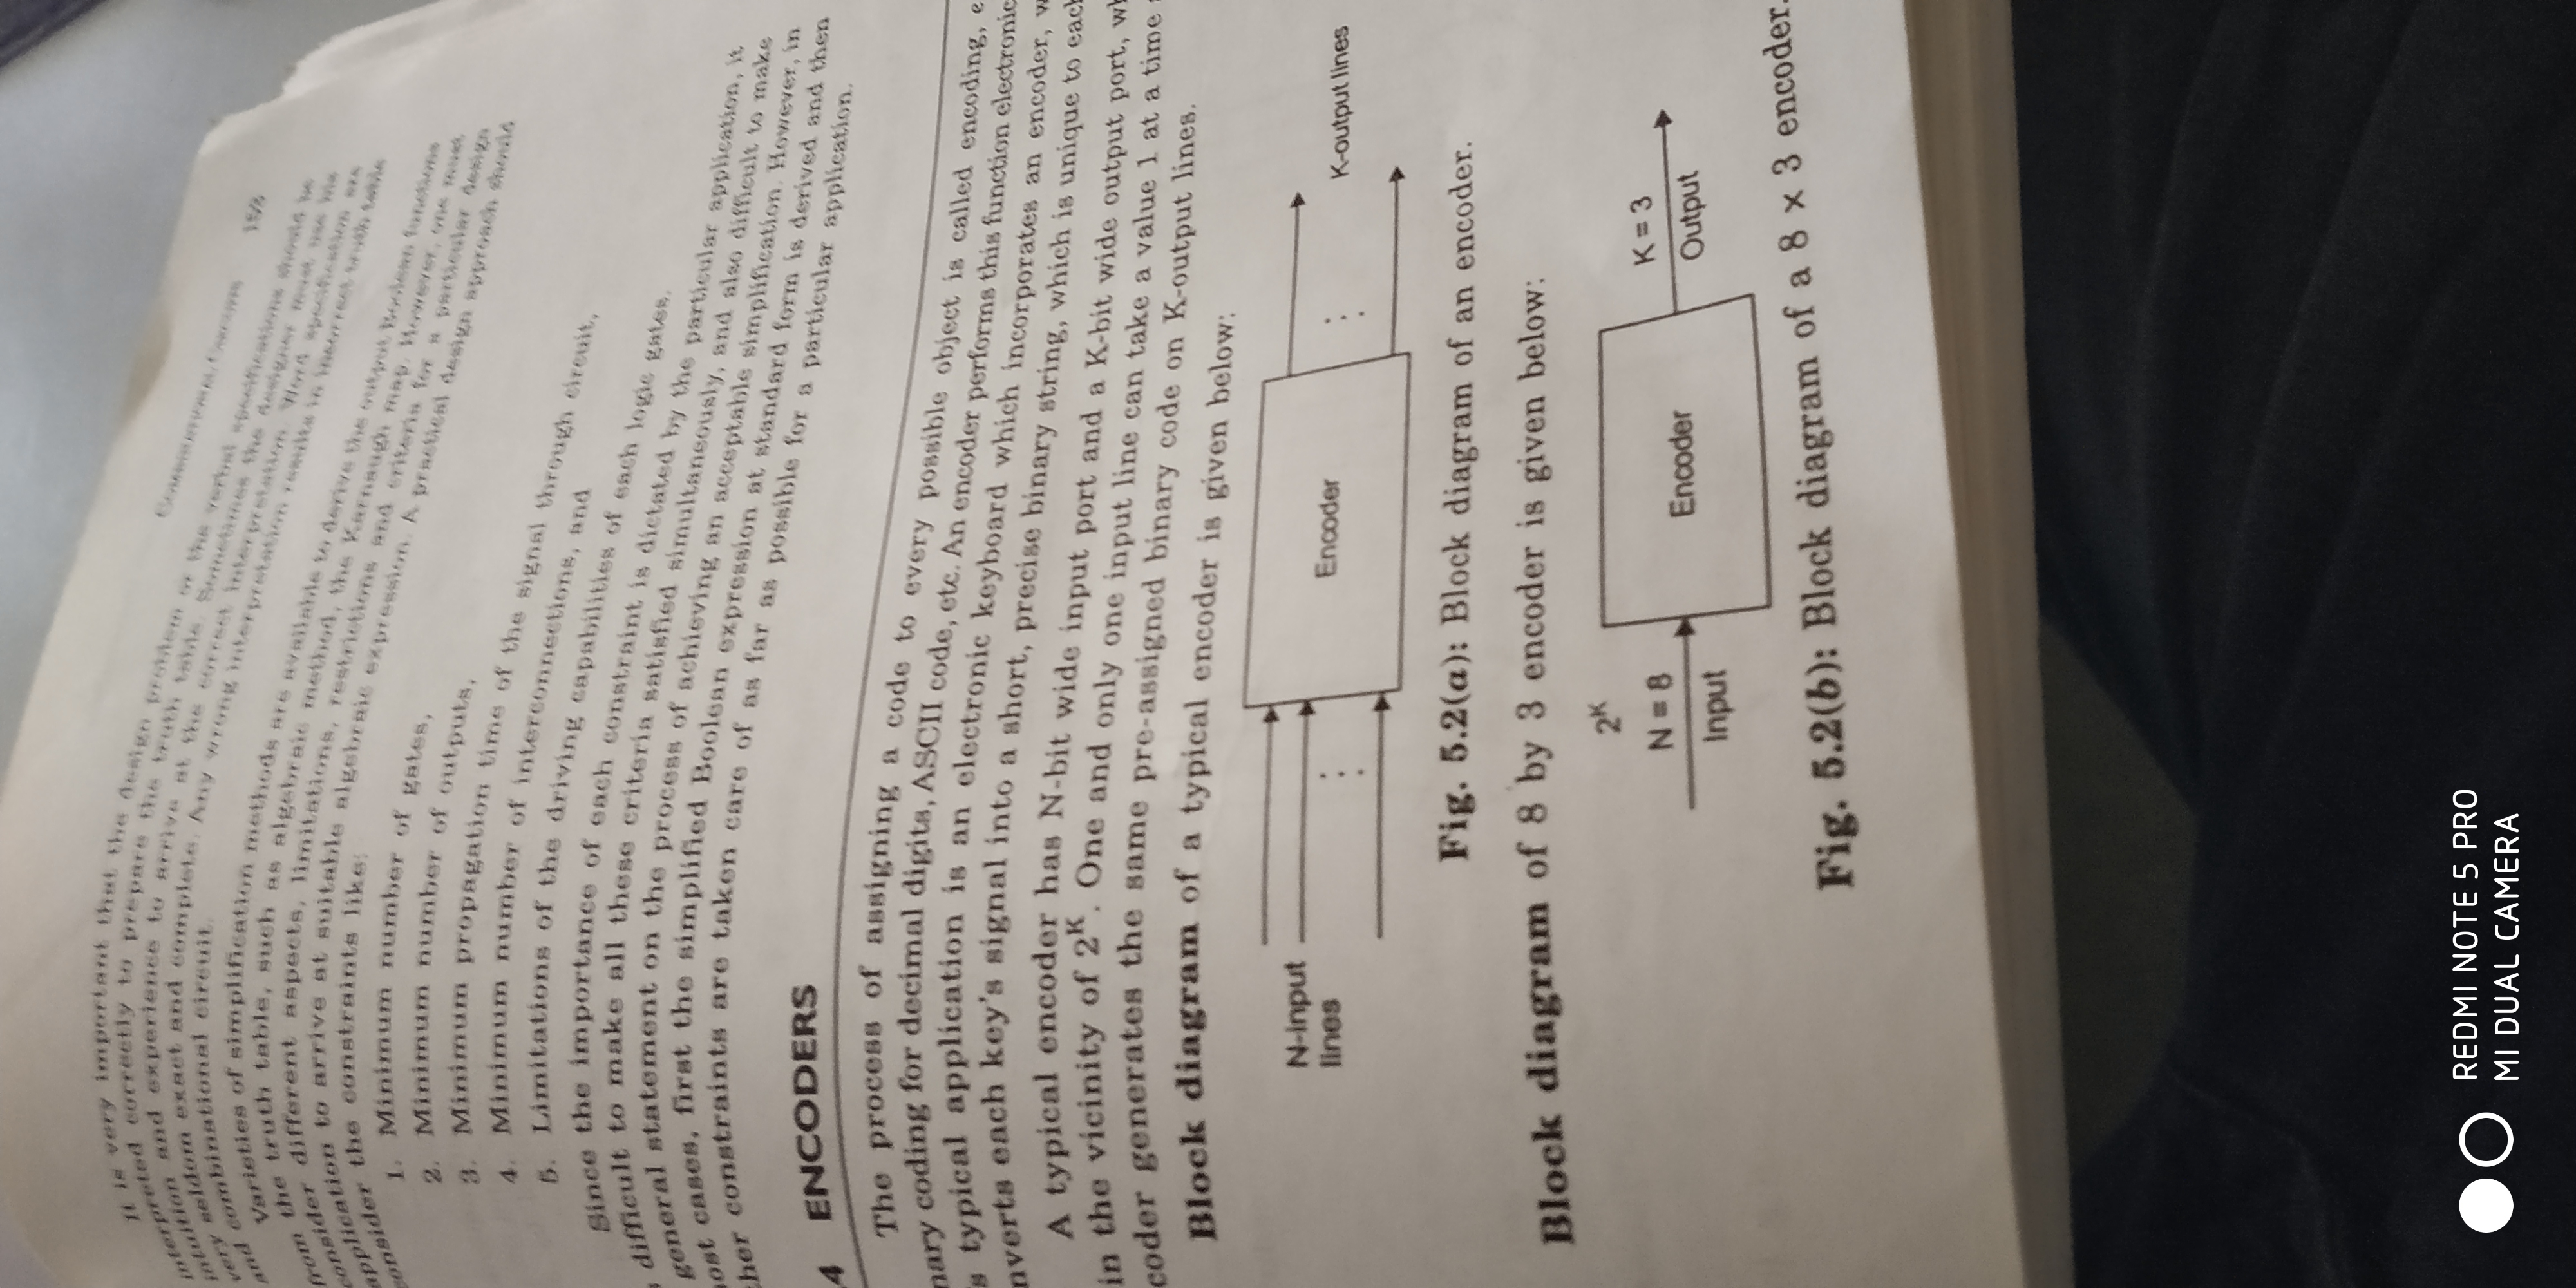 COMBINATIONAL CIRCUITS 153
It is very important that the design problem or the verbal specifications should be
interpreted correctly to prepare the truth table. Sometimes the designer must use his
intuition and experience to arrive at the correct interpretation. Word specification are
very seldom exact and complete. Any wrong interpretation results in incorrect truth table
and combinational circuit.
Varieties of simplification methods are available to derive the output Boolean functions
from the truth table, such as algebraic method, the Karnaugh map. However, one must
consider different aspects, limitations, restrictions and criteria for a particular design
application to arrive at suitable algebraic expression. A practical design approach should
consider the constraints like:
1. Minimum number of gates,
2. Minimum number of outputs,
3. Minimum propagation time of the signal through circuit,
4. Minimum number of interconnections, and
5. Limitations of the driving capabilities of each logic gates.
Since the importance of each constraint is dictated by the particular application, it
s difficult to make all these criteria satisfied simultaneously, and also difficult to make
general statement on the process of achieving an acceptable simplification. However, in
ost cases, first the simplified Boolean expression at standard form is derived and then
ther constraints are taken care of as far as possible for a particular application.
.4 ENCODERS
The process of assigning a code to every possible object is called encoding, e
nary coding for decimal digits, ASCII code, etc. An encoder performs this function electronic
s typical application is an electronic keyboard which incorporates an encoder, w
nverts each key's signal into a short, precise binary string, which is unique to each
A typical encoder has N-bit wide input port and a K-bit wide output port, wh
in the vicinity of 2^K. One and only one input line can take a value 1 at a time
coder generates the same pre-assigned binary code on K-output lines.
Block diagram of a typical encoder is given below:
N-input
lines
Encoder
K-output lines
Fig. 5.2(a): Block diagram of an encoder.
Block diagram of 8 by 3 encoder is given below:
2^K
N = 8
Input
Encoder
K = 3
Output
Fig. 5.2(b): Block diagram of a 8 × 3 encoder.
REDMI NOTE 5 PRO
MI DUAL CAMERA